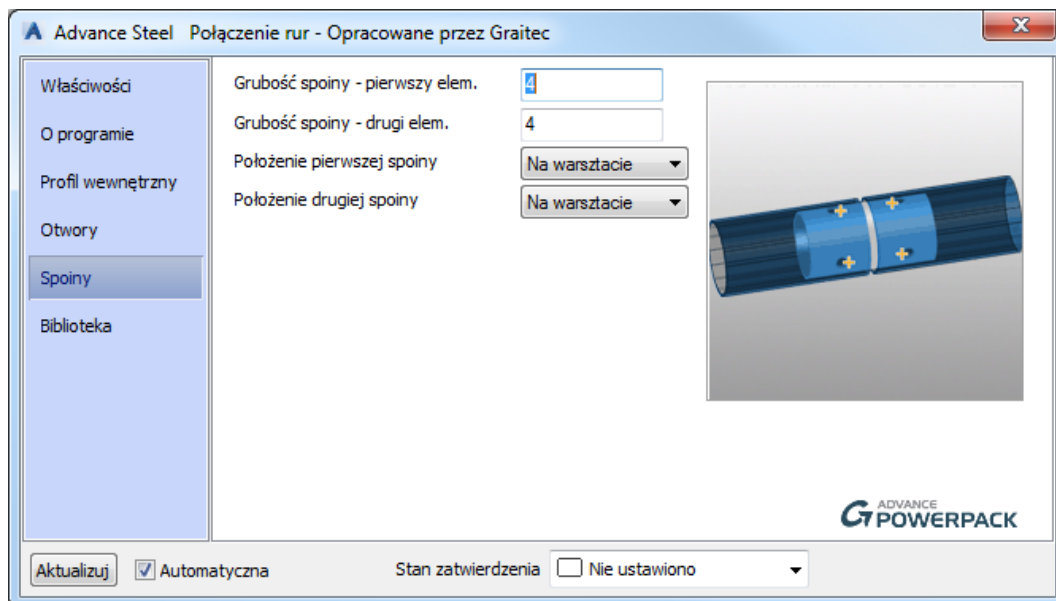 Advance Steel Połączenie rur - Opracowane przez Graitec
Właściwości
O programie
Profil wewnętrzny
Otwory
Spoiny
Biblioteka
Grubość spoiny - pierwszy elem. 4
Grubość spoiny - drugi elem. 4
Położenie pierwszej spoiny Na warsztacie
Położenie drugiej spoiny Na warsztacie
ADVANCE
POWERPACK
Aktualizuj Automatyczna Stan zatwierdzenia Nie ustawiono